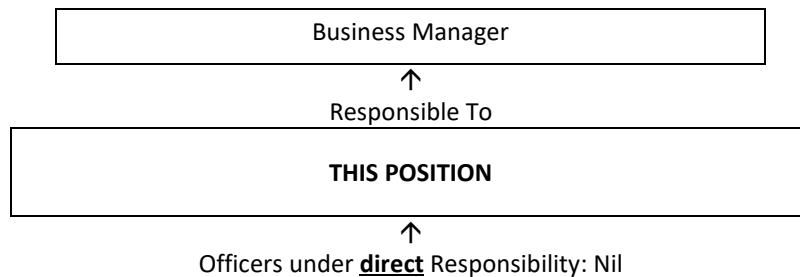 Business Manager
↑
Responsible To
THIS POSITION
↑
Officers under direct Responsibility: Nil